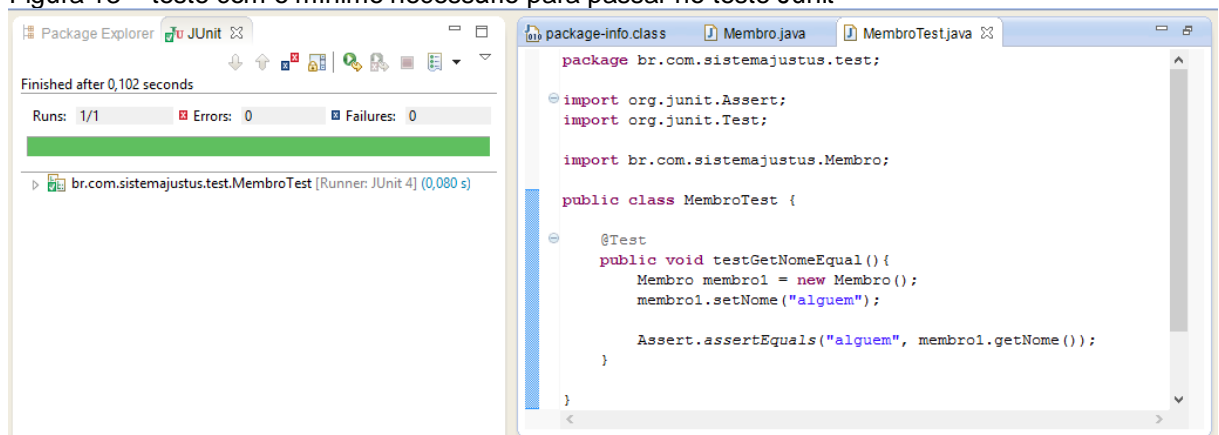 Package Explorer JUnit
Finished after 0,102 seconds
Runs: 1/1 Errors: 0 Failures: 0
br.com.sistemajustus.test.MembroTest [Runner: JUnit 4] (0,080 s)
package-info.class Membro.java MembroTest.java
package br.com.sistemajustus.test;
import org.junit.Assert;
import org.junit.Test;
import br.com.sistemajustus.Membro;
public class MembroTest {
@Test
public void testGetNomeEqual(){
Membro membro1 = new Membro();
membro1.setNome("alguem");
Assert.assertEquals("alguem", membro1.getNome());
}
}